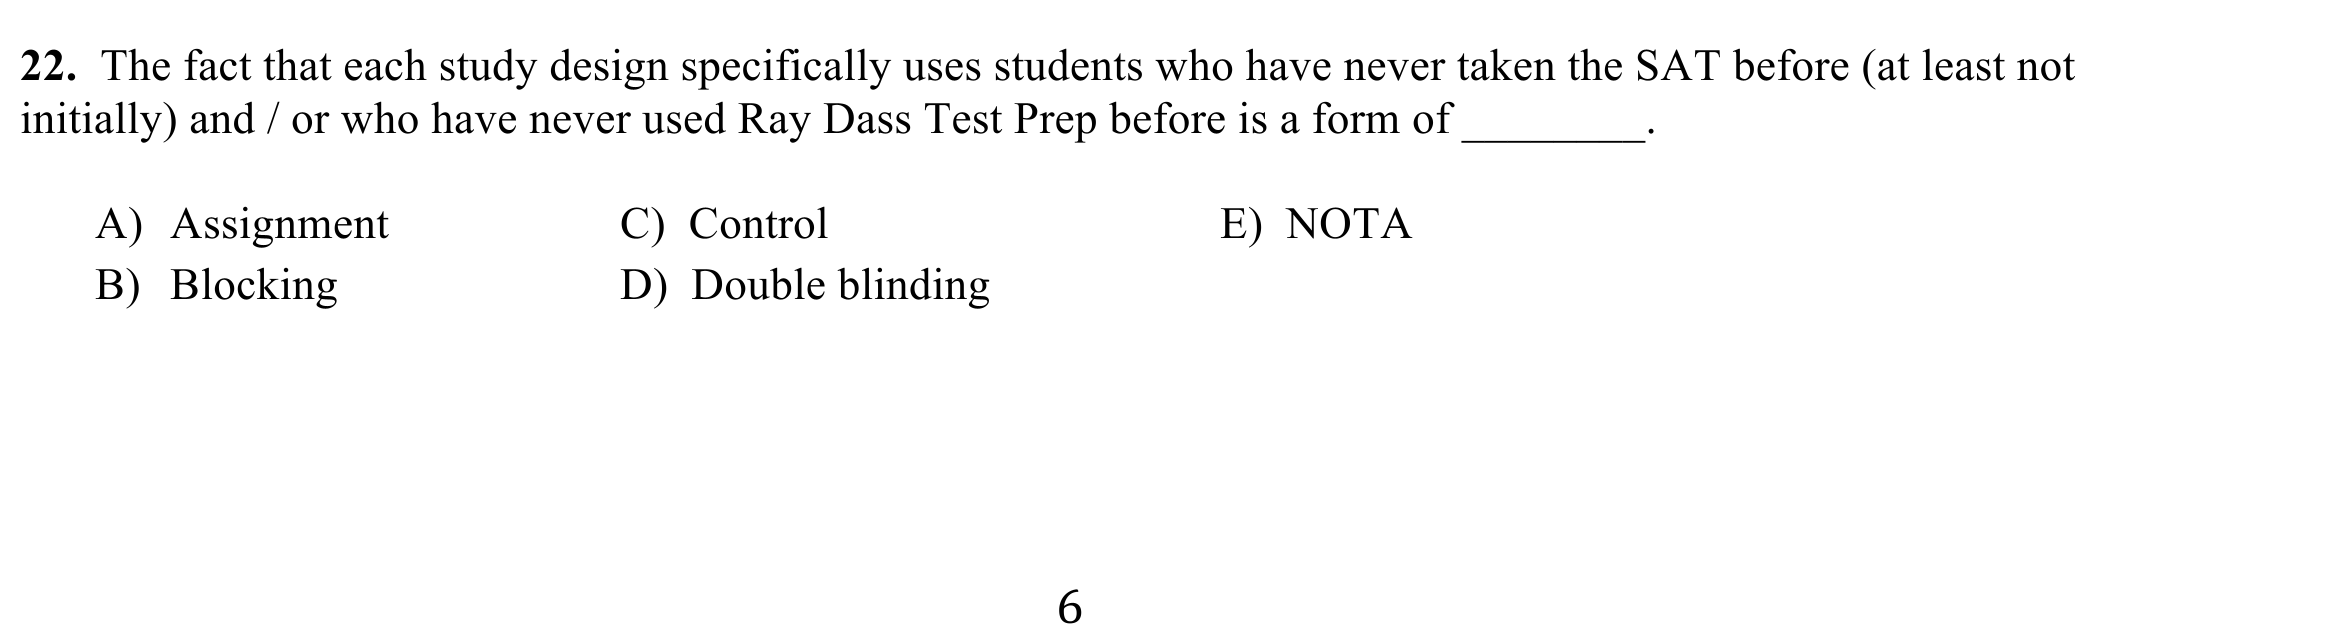 22. The fact that each study design specifically uses students who have never taken the SAT before (at least not
initially) and / or who have never used Ray Dass Test Prep before is a form of ________.
A) Assignment C) Control E) NOTA
B) Blocking D) Double blinding
6